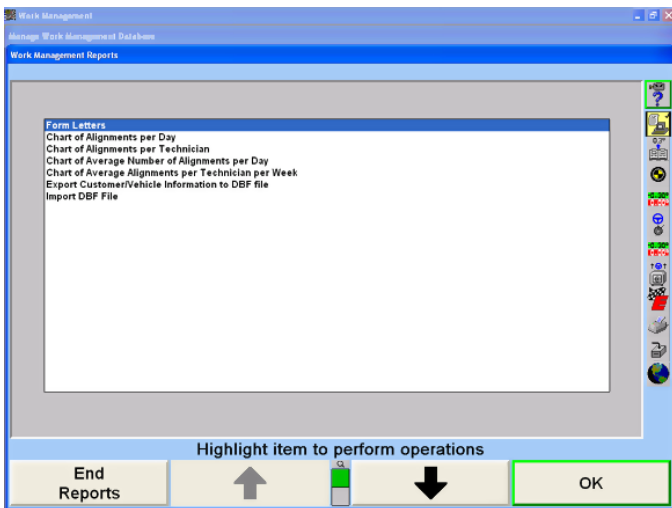 Work Management
Manage Work Management Database
Work Management Reports
Form Letters
Chart of Alignments per Day
Chart of Alignments per Technician
Chart of Average Number of Alignments per Day
Chart of Average Alignments per Technician per Week
Export Customer/Vehicle Information to DBF file
Import DBF File
Highlight item to perform operations
End
Reports
OK